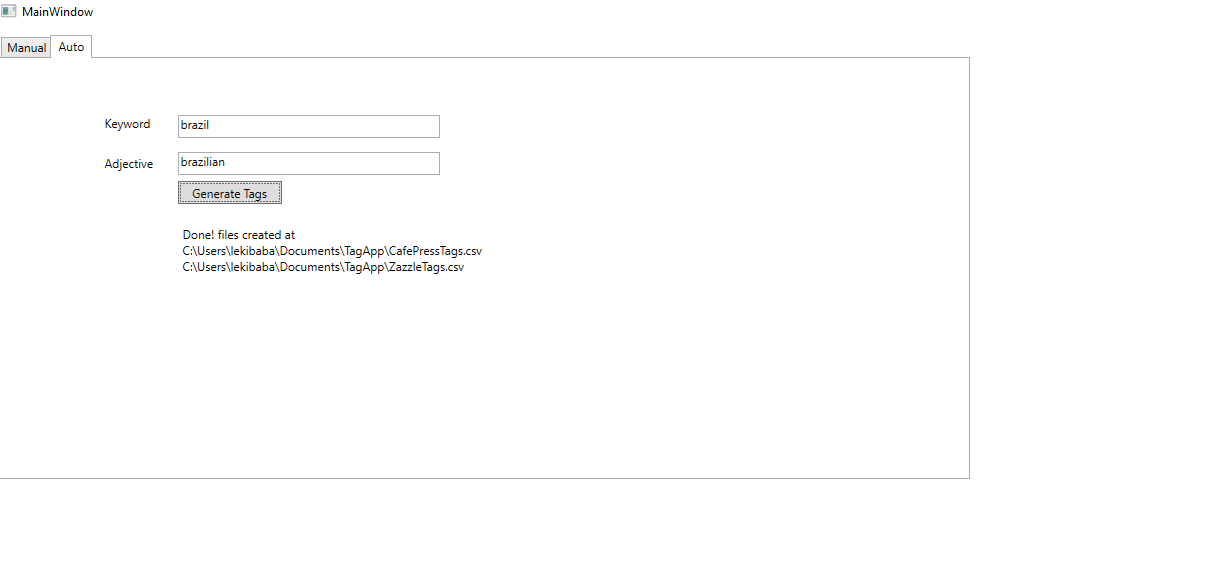 MainWindow
Manual Auto
Keyword brazil
Adjective brazilian
Generate Tags
Done! files created at
C:\Users\lekibaba\Documents\TagApp\CafePressTags.csv
C:\Users\lekibaba\Documents\TagApp\ZazzleTags.csv